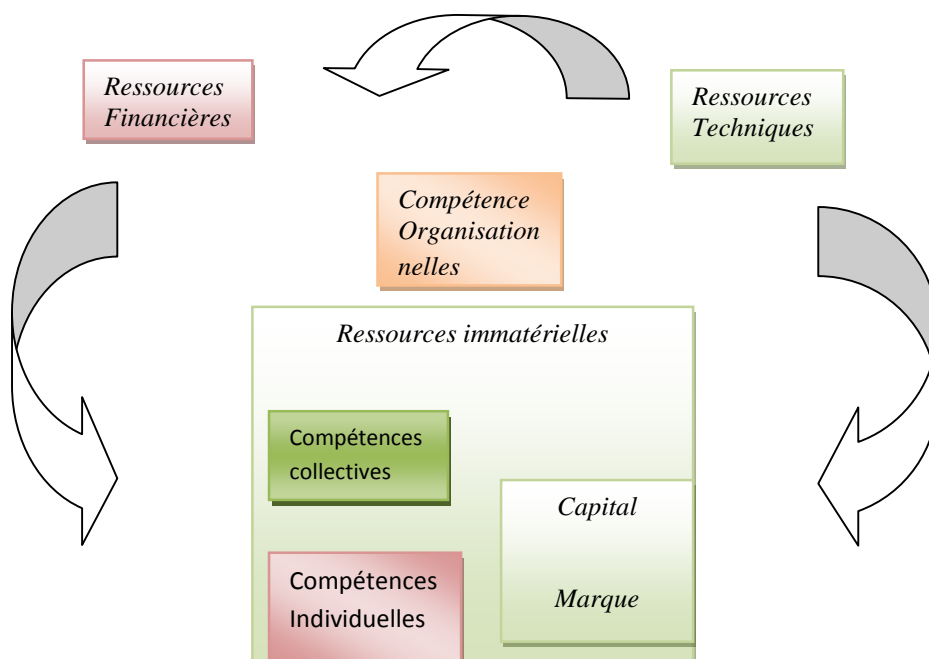 Ressources
Financières
Ressources
Techniques
Compétence
Organisation
nelles
Ressources immatérielles
Compétences
collectives
Capital
Marque
Compétences
Individuelles